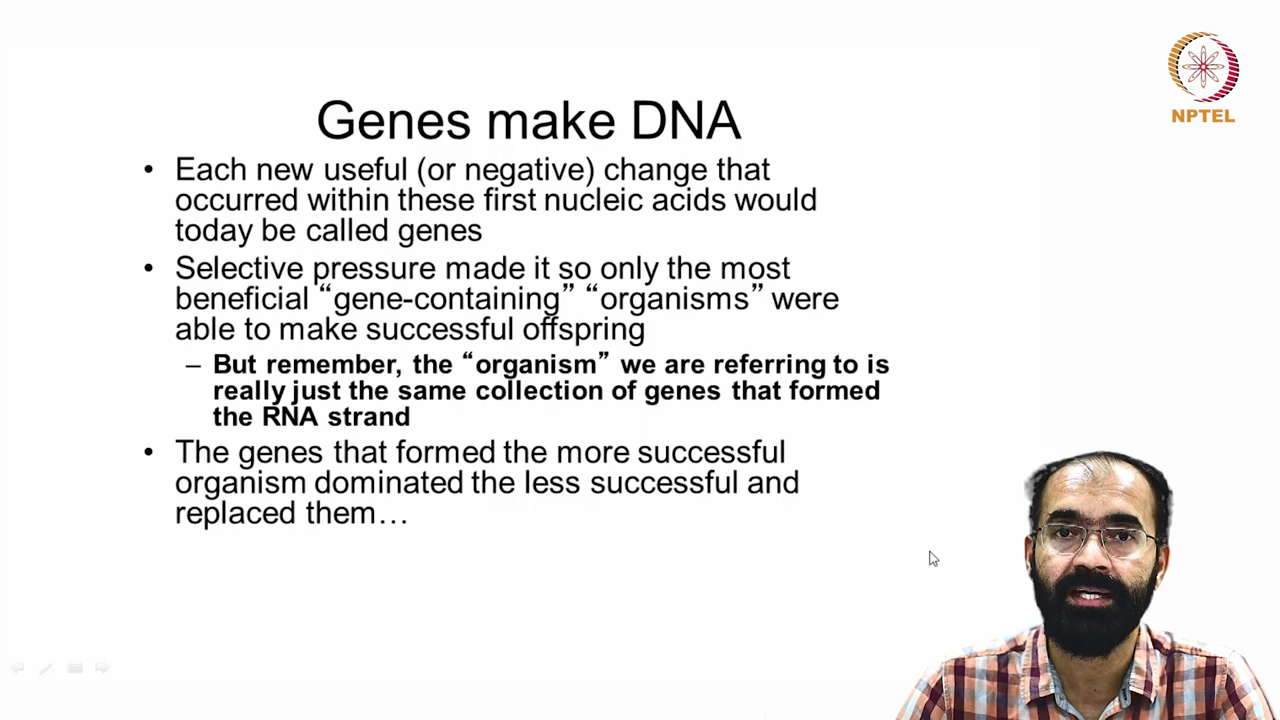 NPTEL
Genes make DNA
• Each new useful (or negative) change that
occurred within these first nucleic acids would
today be called genes
• Selective pressure made it so only the most
beneficial “gene-containing” “organisms” were
able to make successful offspring
– But remember, the “organism” we are referring to is
really just the same collection of genes that formed
the RNA strand
• The genes that formed the more successful
organism dominated the less successful and
replaced them…